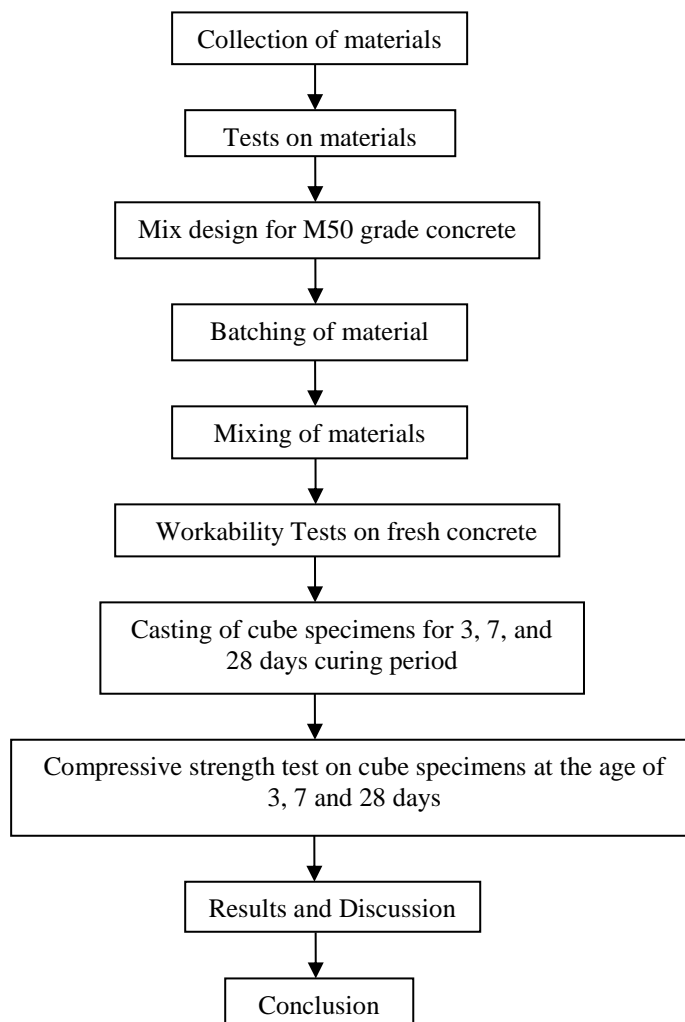 Collection of materials
Tests on materials
Mix design for M50 grade concrete
Batching of material
Mixing of materials
Workability Tests on fresh concrete
Casting of cube specimens for 3, 7, and
28 days curing period
Compressive strength test on cube specimens at the age of
3, 7 and 28 days
Results and Discussion
Conclusion